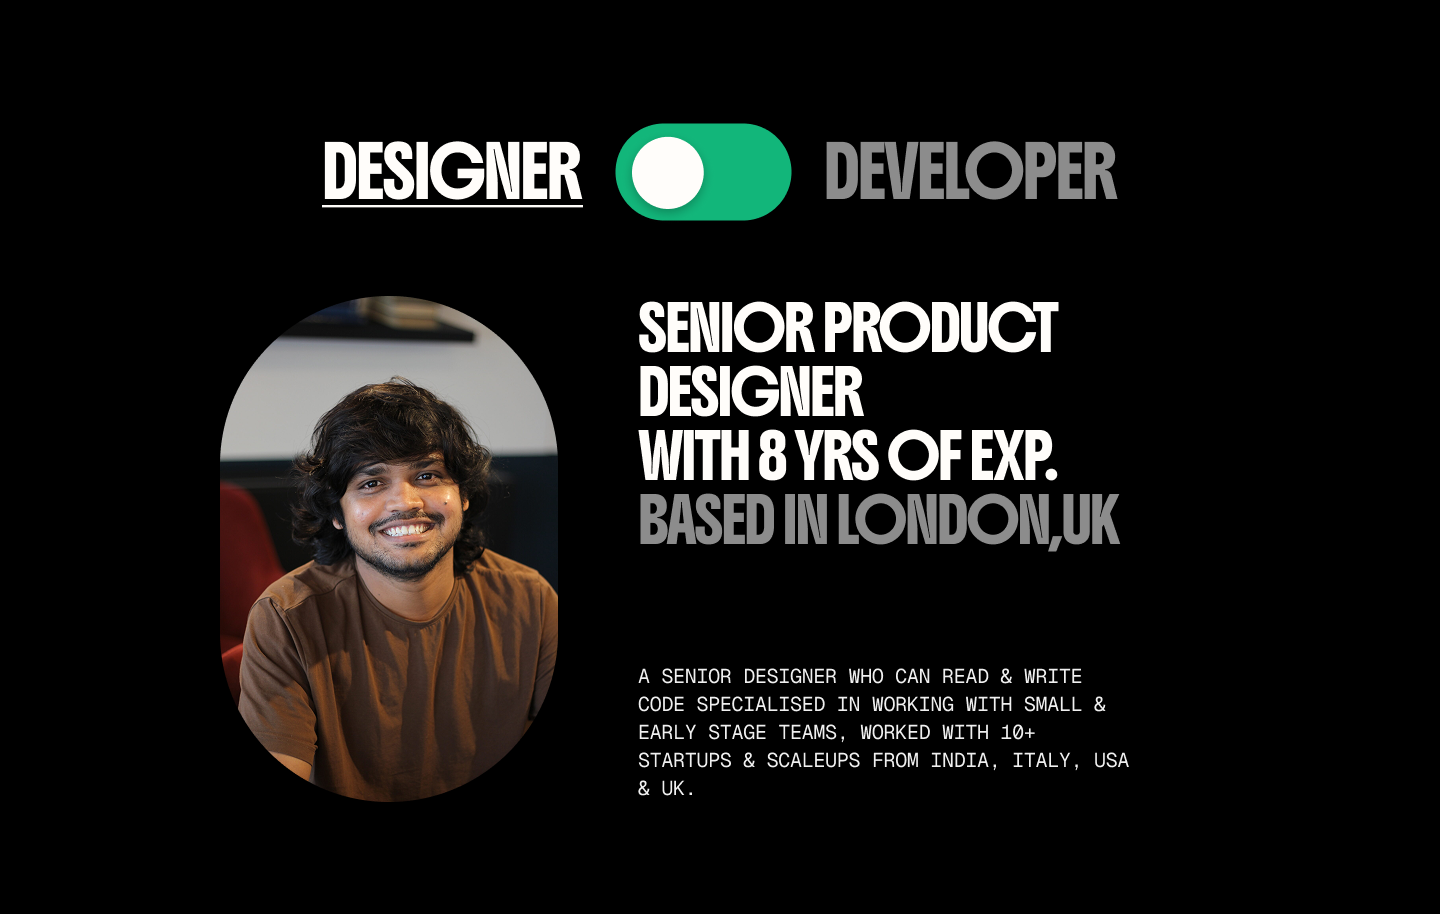 DESIGNER DEVELOPER
SENIOR PRODUCT
DESIGNER
WITH 8 YRS OF EXP.
BASED IN LONDON,UK
A SENIOR DESIGNER WHO CAN READ & WRITE
CODE SPECIALISED IN WORKING WITH SMALL &
EARLY STAGE TEAMS, WORKED WITH 10+
STARTUPS & SCALEUPS FROM INDIA, ITALY, USA
& UK.